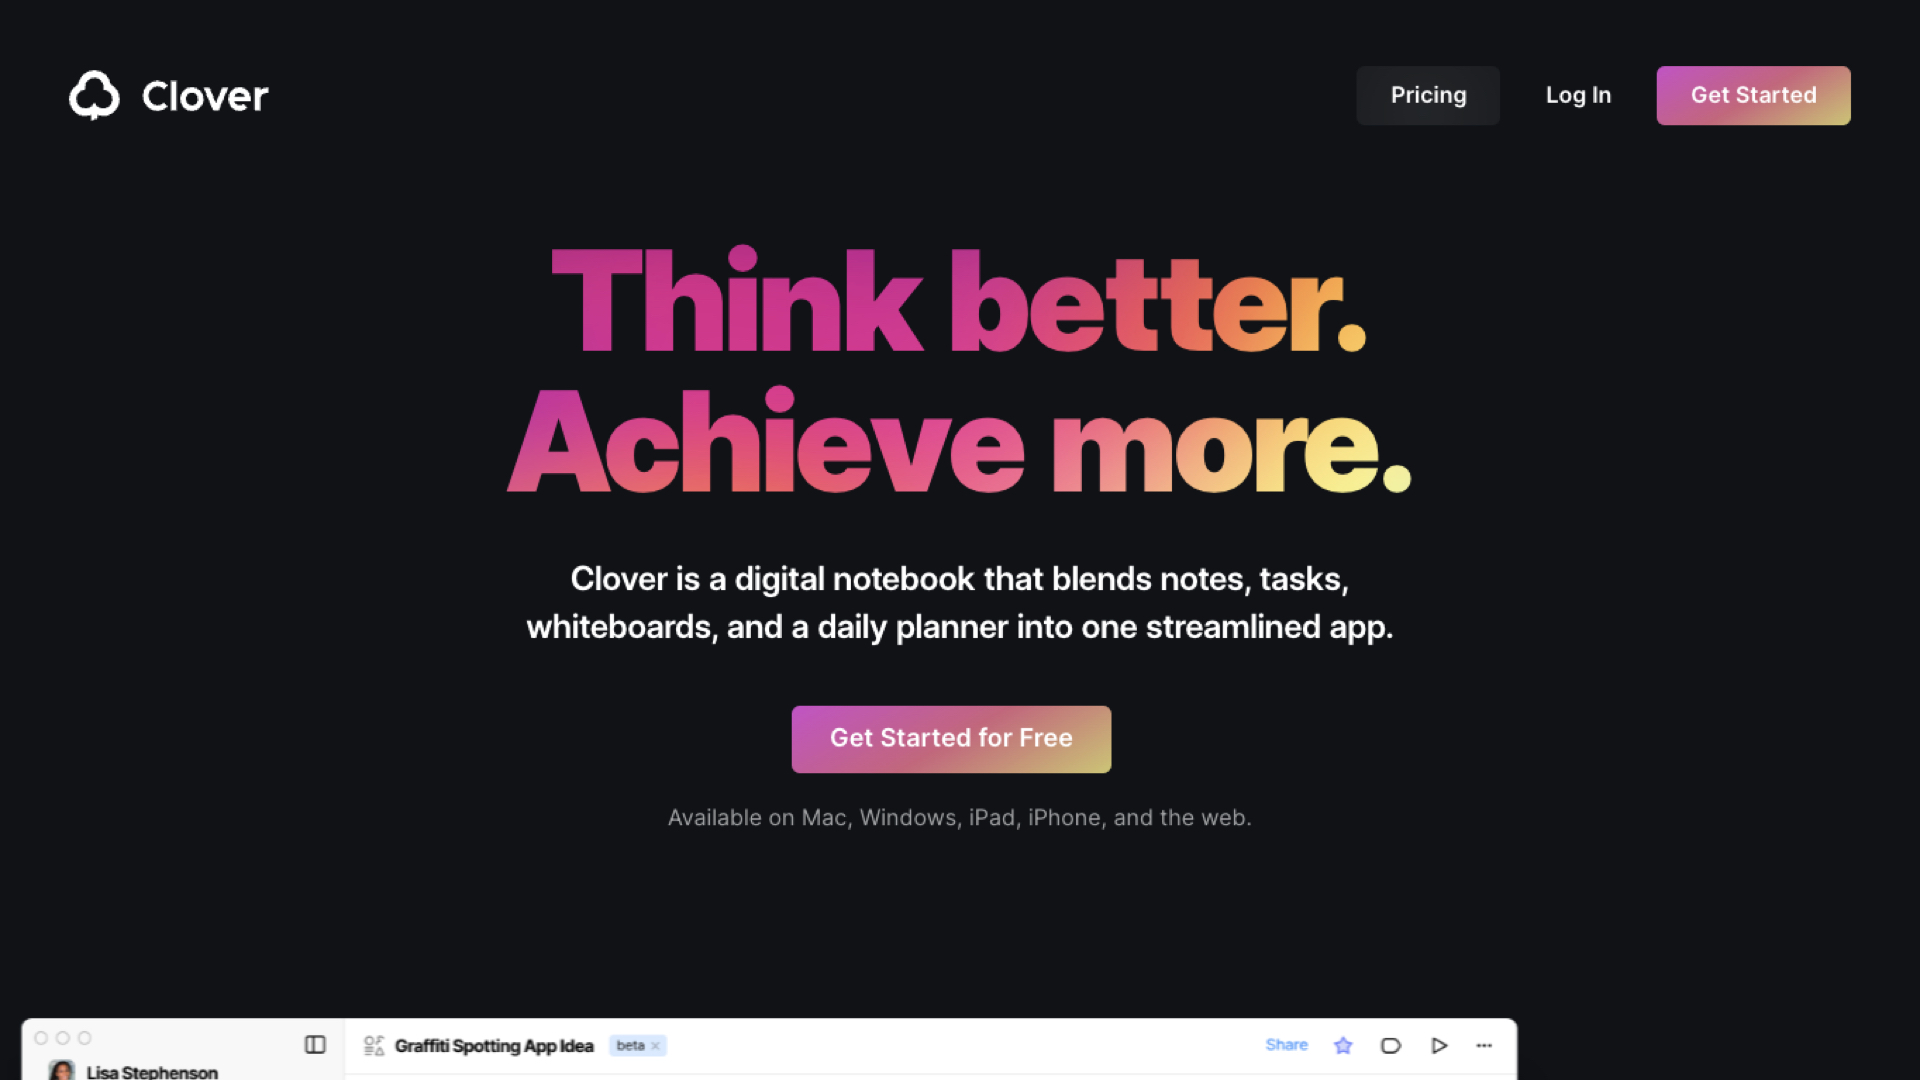 Clover
Pricing
Log In
Get Started
Think better.
Achieve more.
Clover is a digital notebook that blends notes, tasks,
whiteboards, and a daily planner into one streamlined app.
Get Started for Free
Available on Mac, Windows, iPad, iPhone, and the web.
Graffiti Spotting App Idea
beta ×
Share
Lisa Stephenson